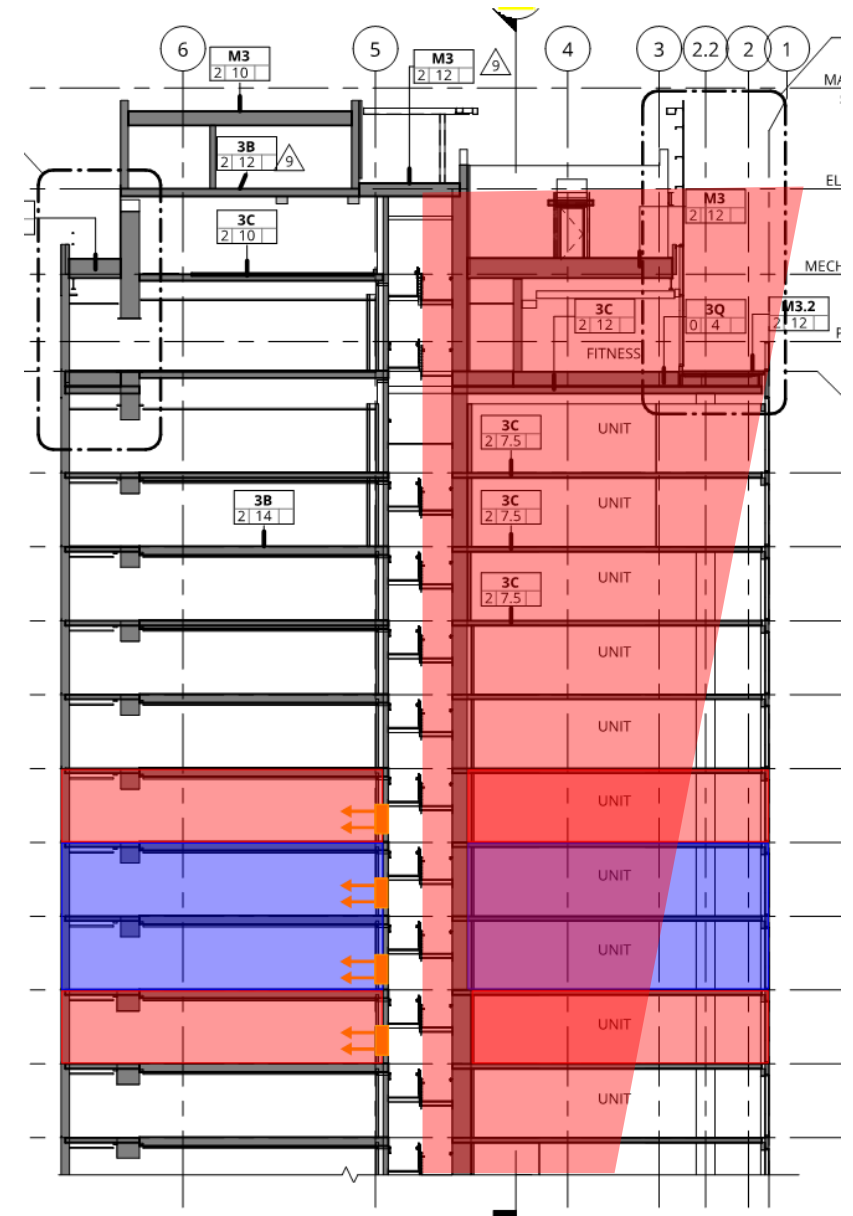 6
5
4
3
2.2
2
1
M3
2 10
M3
2 12
9
MA
3B
2 12
9
EL
M3
2 12
3C
2 10
MECH
3C
2 12
3Q
0 4
M3.2
2 12
FITNESS
3C
2 7.5
UNIT
3B
2 14
3C
2 7.5
UNIT
3C
2 7.5
UNIT
UNIT
UNIT
UNIT
UNIT
UNIT
UNIT
UNIT